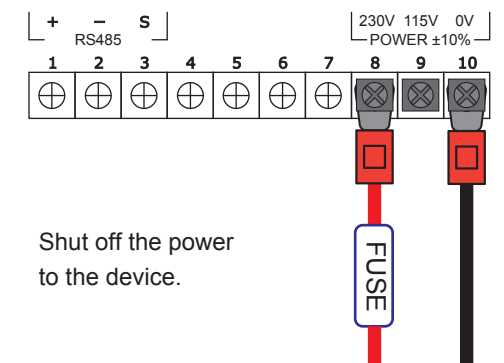 + − S
RS485
230V 115V 0V
POWER ±10%
1 2 3 4 5 6 7 8 9 10
Shut off the power
to the device.
FUSE